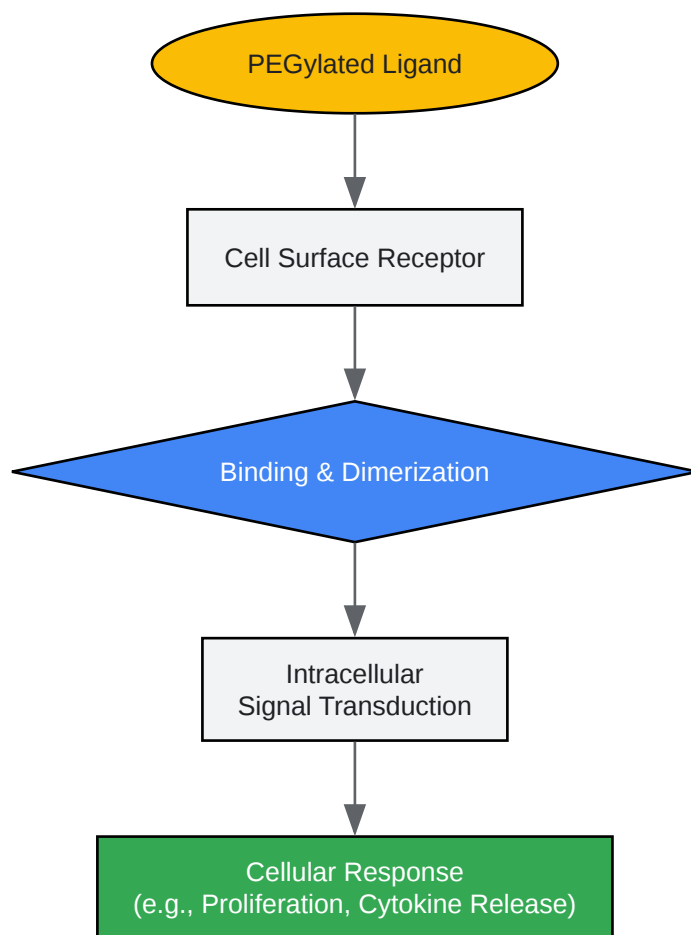 PEGylated Ligand
Cell Surface Receptor
Binding & Dimerization
Intracellular
Signal Transduction
Cellular Response
(e.g., Proliferation, Cytokine Release)